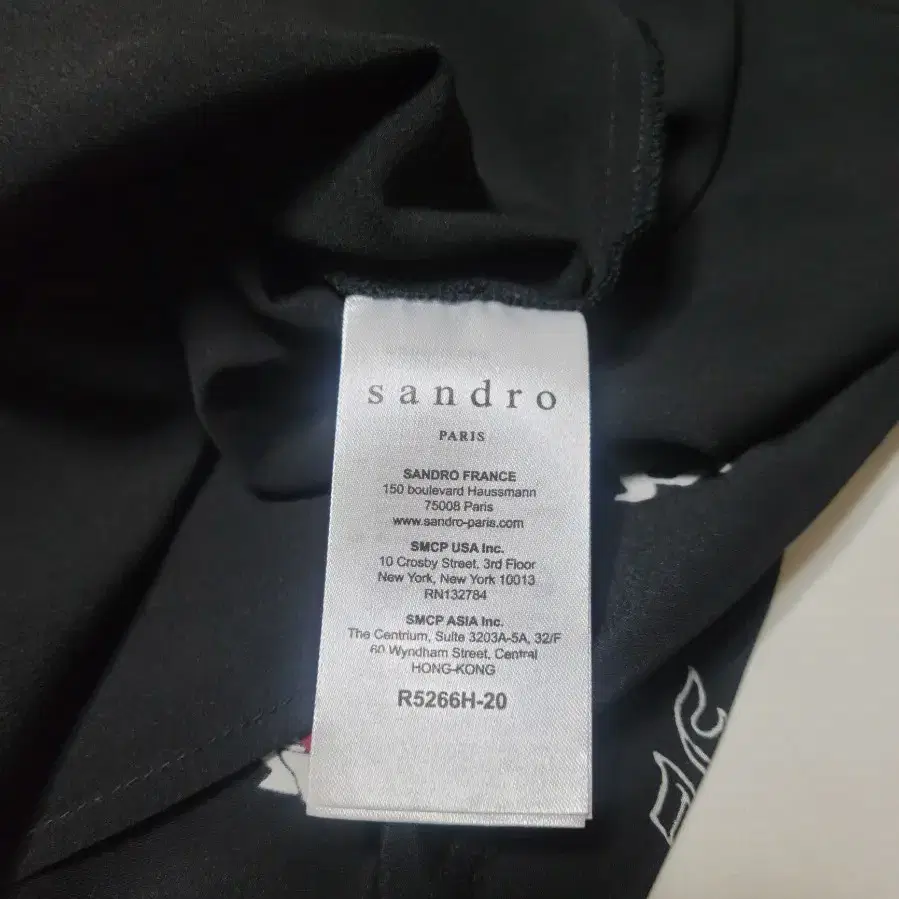 sandro
PARIS
SANDRO FRANCE
150 boulevard Haussmann
75008 Paris
www.sandro-paris.com
SMCP USA Inc.
10 Crosby Street, 3rd Floor
New York, New York 10013
RN132784
SMCP ASIA Inc.
The Centrium, Suite 3203A-5A, 32/F
60 Wyndham Street, Central
HONG-KONG
R5266H-20